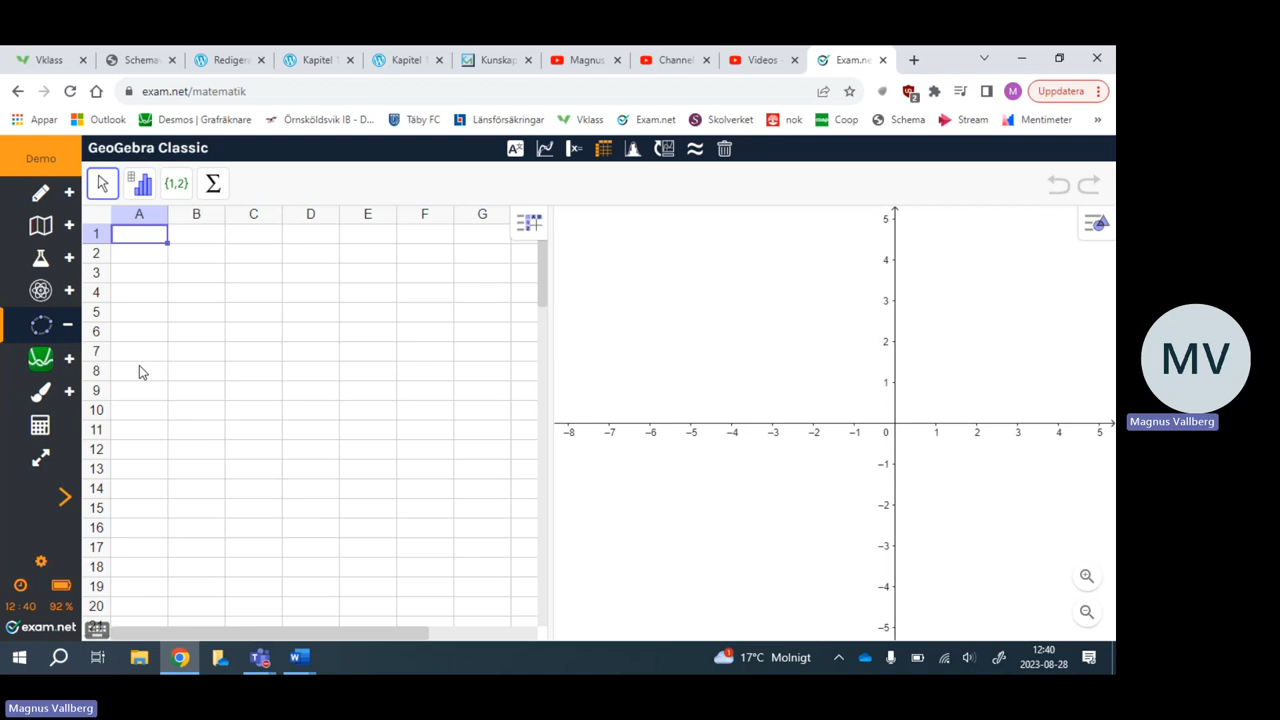 Vklass
Schema
Redigera
Kapitel 1
Kapitel 1
Kunskap
Magnus
Channel
Videos -
Exam.ne
exam.net/matematik
2
M
Uppdatera
Appar
Outlook
Desmos | Grafräknare
Örnsköldsvik IB - D...
Täby FC
Länsförsäkringar
Vklass
Exam.net
Skolverket
nok
Coop
Schema
Stream
Mentimeter
»
Demo
GeoGebra Classic
{1,2}
Σ
A B C D E F G
1
2
3
4
5
6
7
8
9
10
11
12
13
14
15
16
17
18
19
20
21
5
4
3
2
1
–8 –7 –6 –5 –4 –3 –2 –1 0 1 2 3 4 5
–1
–2
–3
–4
–5
12:40 92 %
exam.net
MV
Magnus Vallberg
1
17°C Molnigt
12:40
2023-08-28
Magnus Vallberg